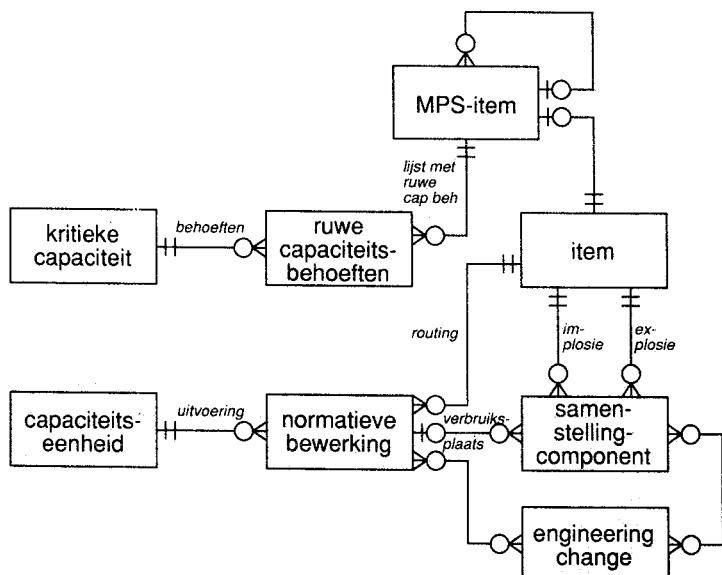 MPS-item
lijst met
ruwe
cap beh
kritieke
capaciteit
behoeften
ruwe
capaciteits-
behoeften
item
routing
im-
plosie
ex-
plosie
capaciteits-
eenheid
uitvoering
normatieve
bewerking
verbruiks-
plaats
samen-
stelling-
component
engineering
change